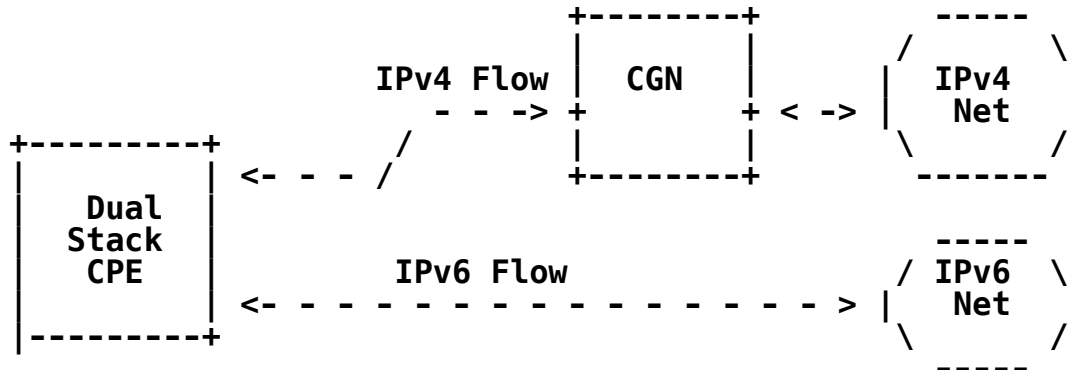 +--------+         -----
                              |        |       /       \
                    IPv4 Flow |  CGN   |      |  IPv4
                       - - -> +        + < -> |   Net
+---------+          /        |        |       \       /
|         | <- - - /          +--------+        -------
|   Dual  |
|  Stack  |                                      -----
|   CPE   |         IPv6 Flow                  / IPv6  \
|         | <- - - - - - - - - - - - - - - > |   Net
|---------+                                    \       /
                                                 -----